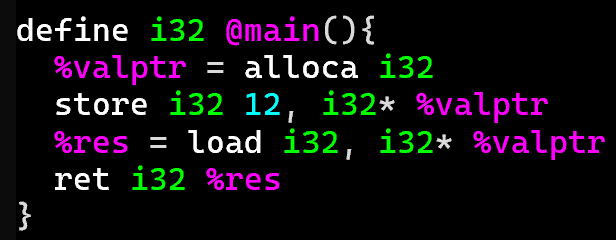 define i32 @main(){
  %valptr = alloca i32
  store i32 12, i32* %valptr
  %res = load i32, i32* %valptr
  ret i32 %res
}